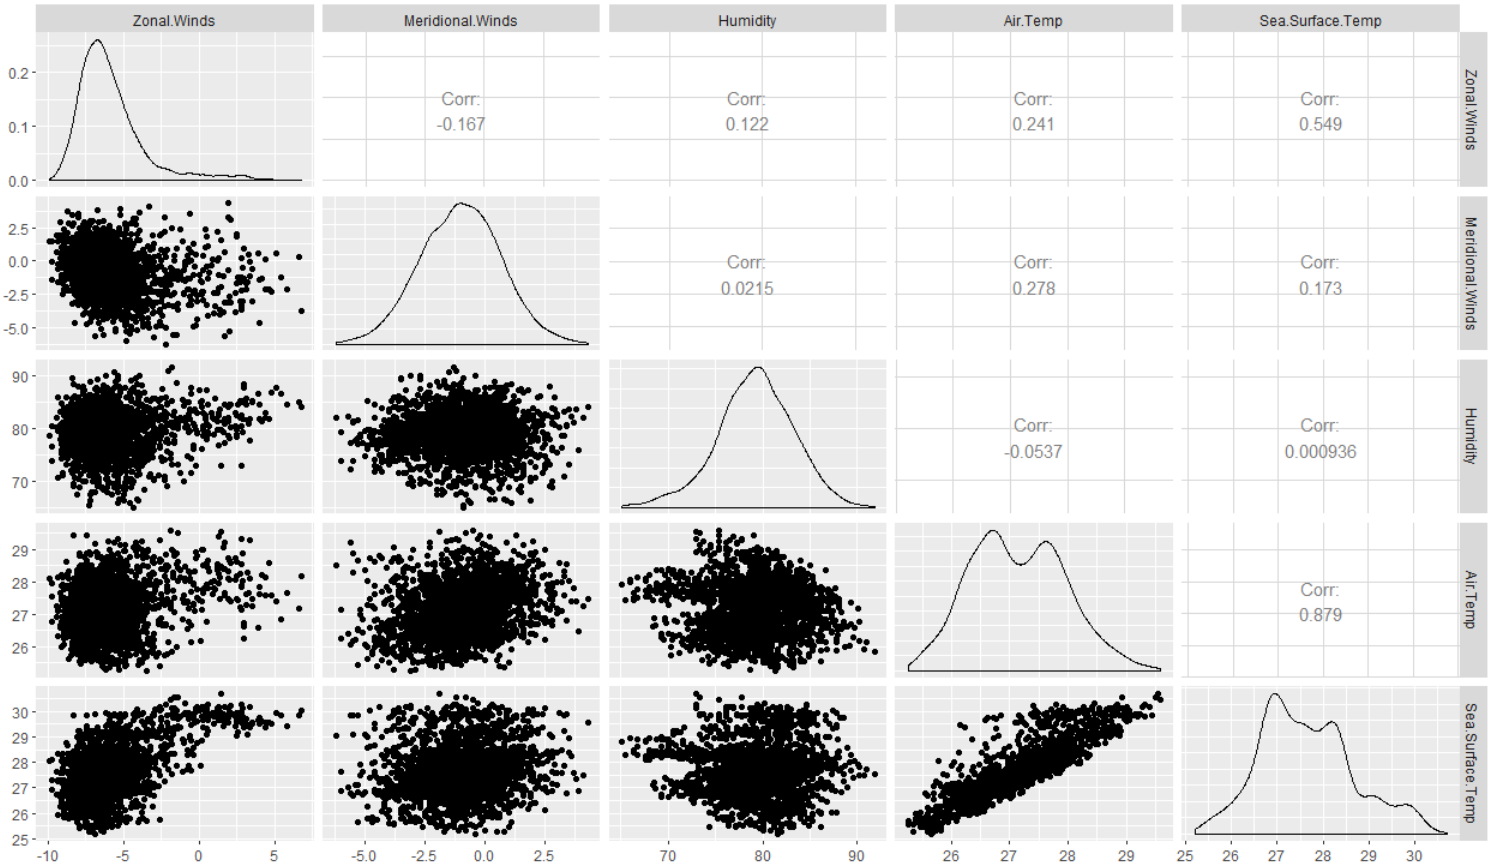 Zonal.Winds Meridional.Winds Humidity Air.Temp Sea.Surface.Temp
0.2
0.1
0.0
Corr:
-0.167
Corr:
0.122
Corr:
0.241
Corr:
0.549
Zonal.Winds
2.5
0.0
-2.5
-5.0
Corr:
0.0215
Corr:
0.278
Corr:
0.173
Meridional.Winds
90
80
70
Corr:
-0.0537
Corr:
0.000936
Humidity
29
28
27
26
Corr:
0.879
Air.Temp
30
29
28
27
26
25
Sea.Surface.Temp
-10 -5 0 5 -5.0 -2.5 0.0 2.5 70 80 90 26 27 28 29 25 26 27 28 29 30